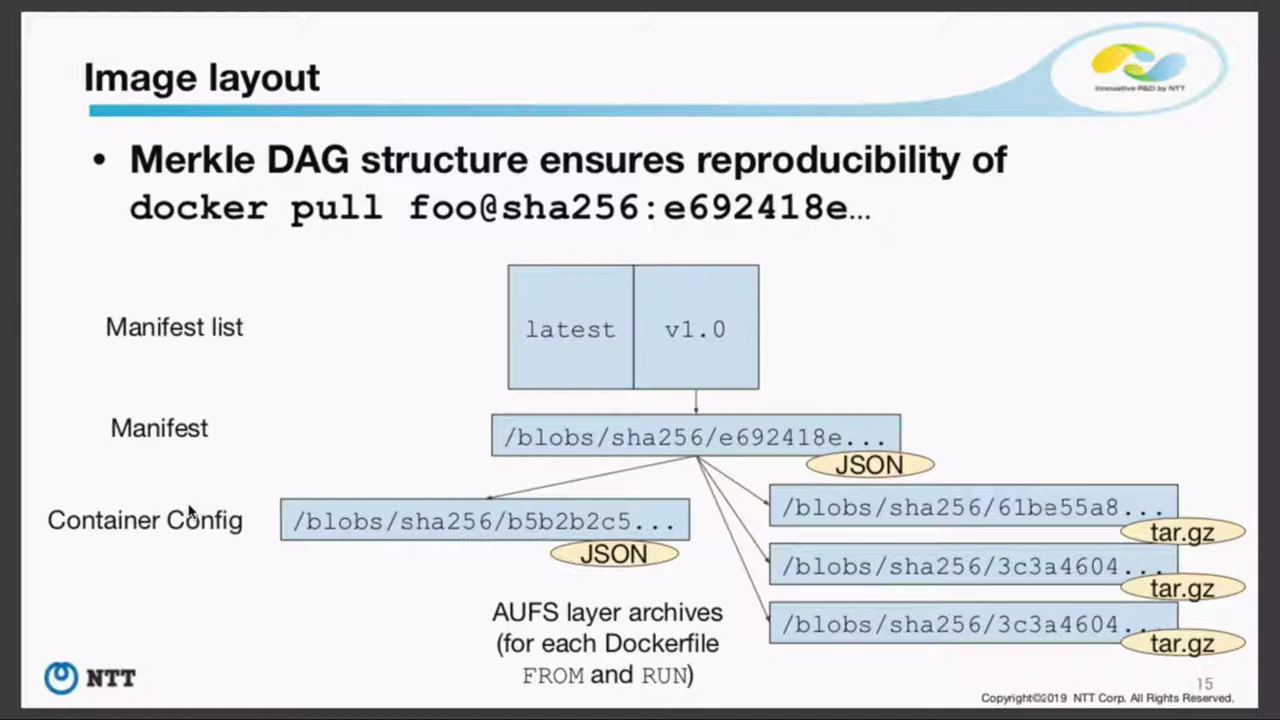 Image layout
Innovative R&D by NTT
• Merkle DAG structure ensures reproducibility of
docker pull foo@sha256:e692418e…
Manifest list
latest
v1.0
Manifest
/blobs/sha256/e692418e...
JSON
Container Config
/blobs/sha256/b5b2b2c5...
JSON
/blobs/sha256/61be55a8...
tar.gz
/blobs/sha256/3c3a4604...
tar.gz
/blobs/sha256/3c3a4604...
tar.gz
AUFS layer archives
(for each Dockerfile
FROM and RUN)
NTT
15
Copyright©2019 NTT Corp. All Rights Reserved.